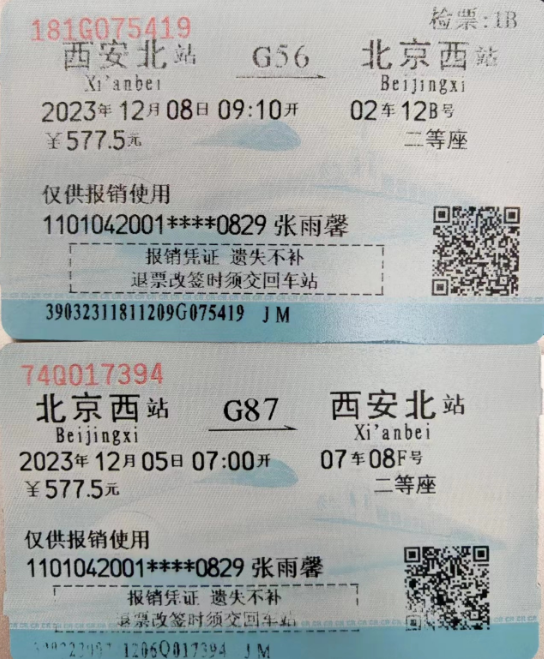 181G075419 检票:1B
西安北站 G56 北京西站
Xi'anbei Beijingxi
2023年12月08日09:10开 02车12B号
¥577.5元 二等座
仅供报销使用
1101042001****0829 张雨馨
报销凭证 遗失不补
退票改签时须交回车站
39032311811209G075419 JM
74Q017394
北京西站 G87 西安北站
Beijingxi Xi'anbei
2023年12月05日07:00开 07车08F号
¥577.5元 二等座
仅供报销使用
1101042001****0829 张雨馨
报销凭证 遗失不补
退票改签时须交回车站
1206Q017394 JM